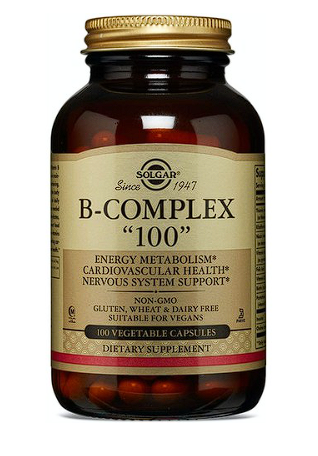 SOLGAR®
Since 1947
B-COMPLEX
“100”
ENERGY METABOLISM*
CARDIOVASCULAR HEALTH*
NERVOUS SYSTEM SUPPORT*
NON-GMO
GLUTEN, WHEAT & DAIRY FREE
SUITABLE FOR VEGANS
100 VEGETABLE CAPSULES
DIETARY SUPPLEMENT